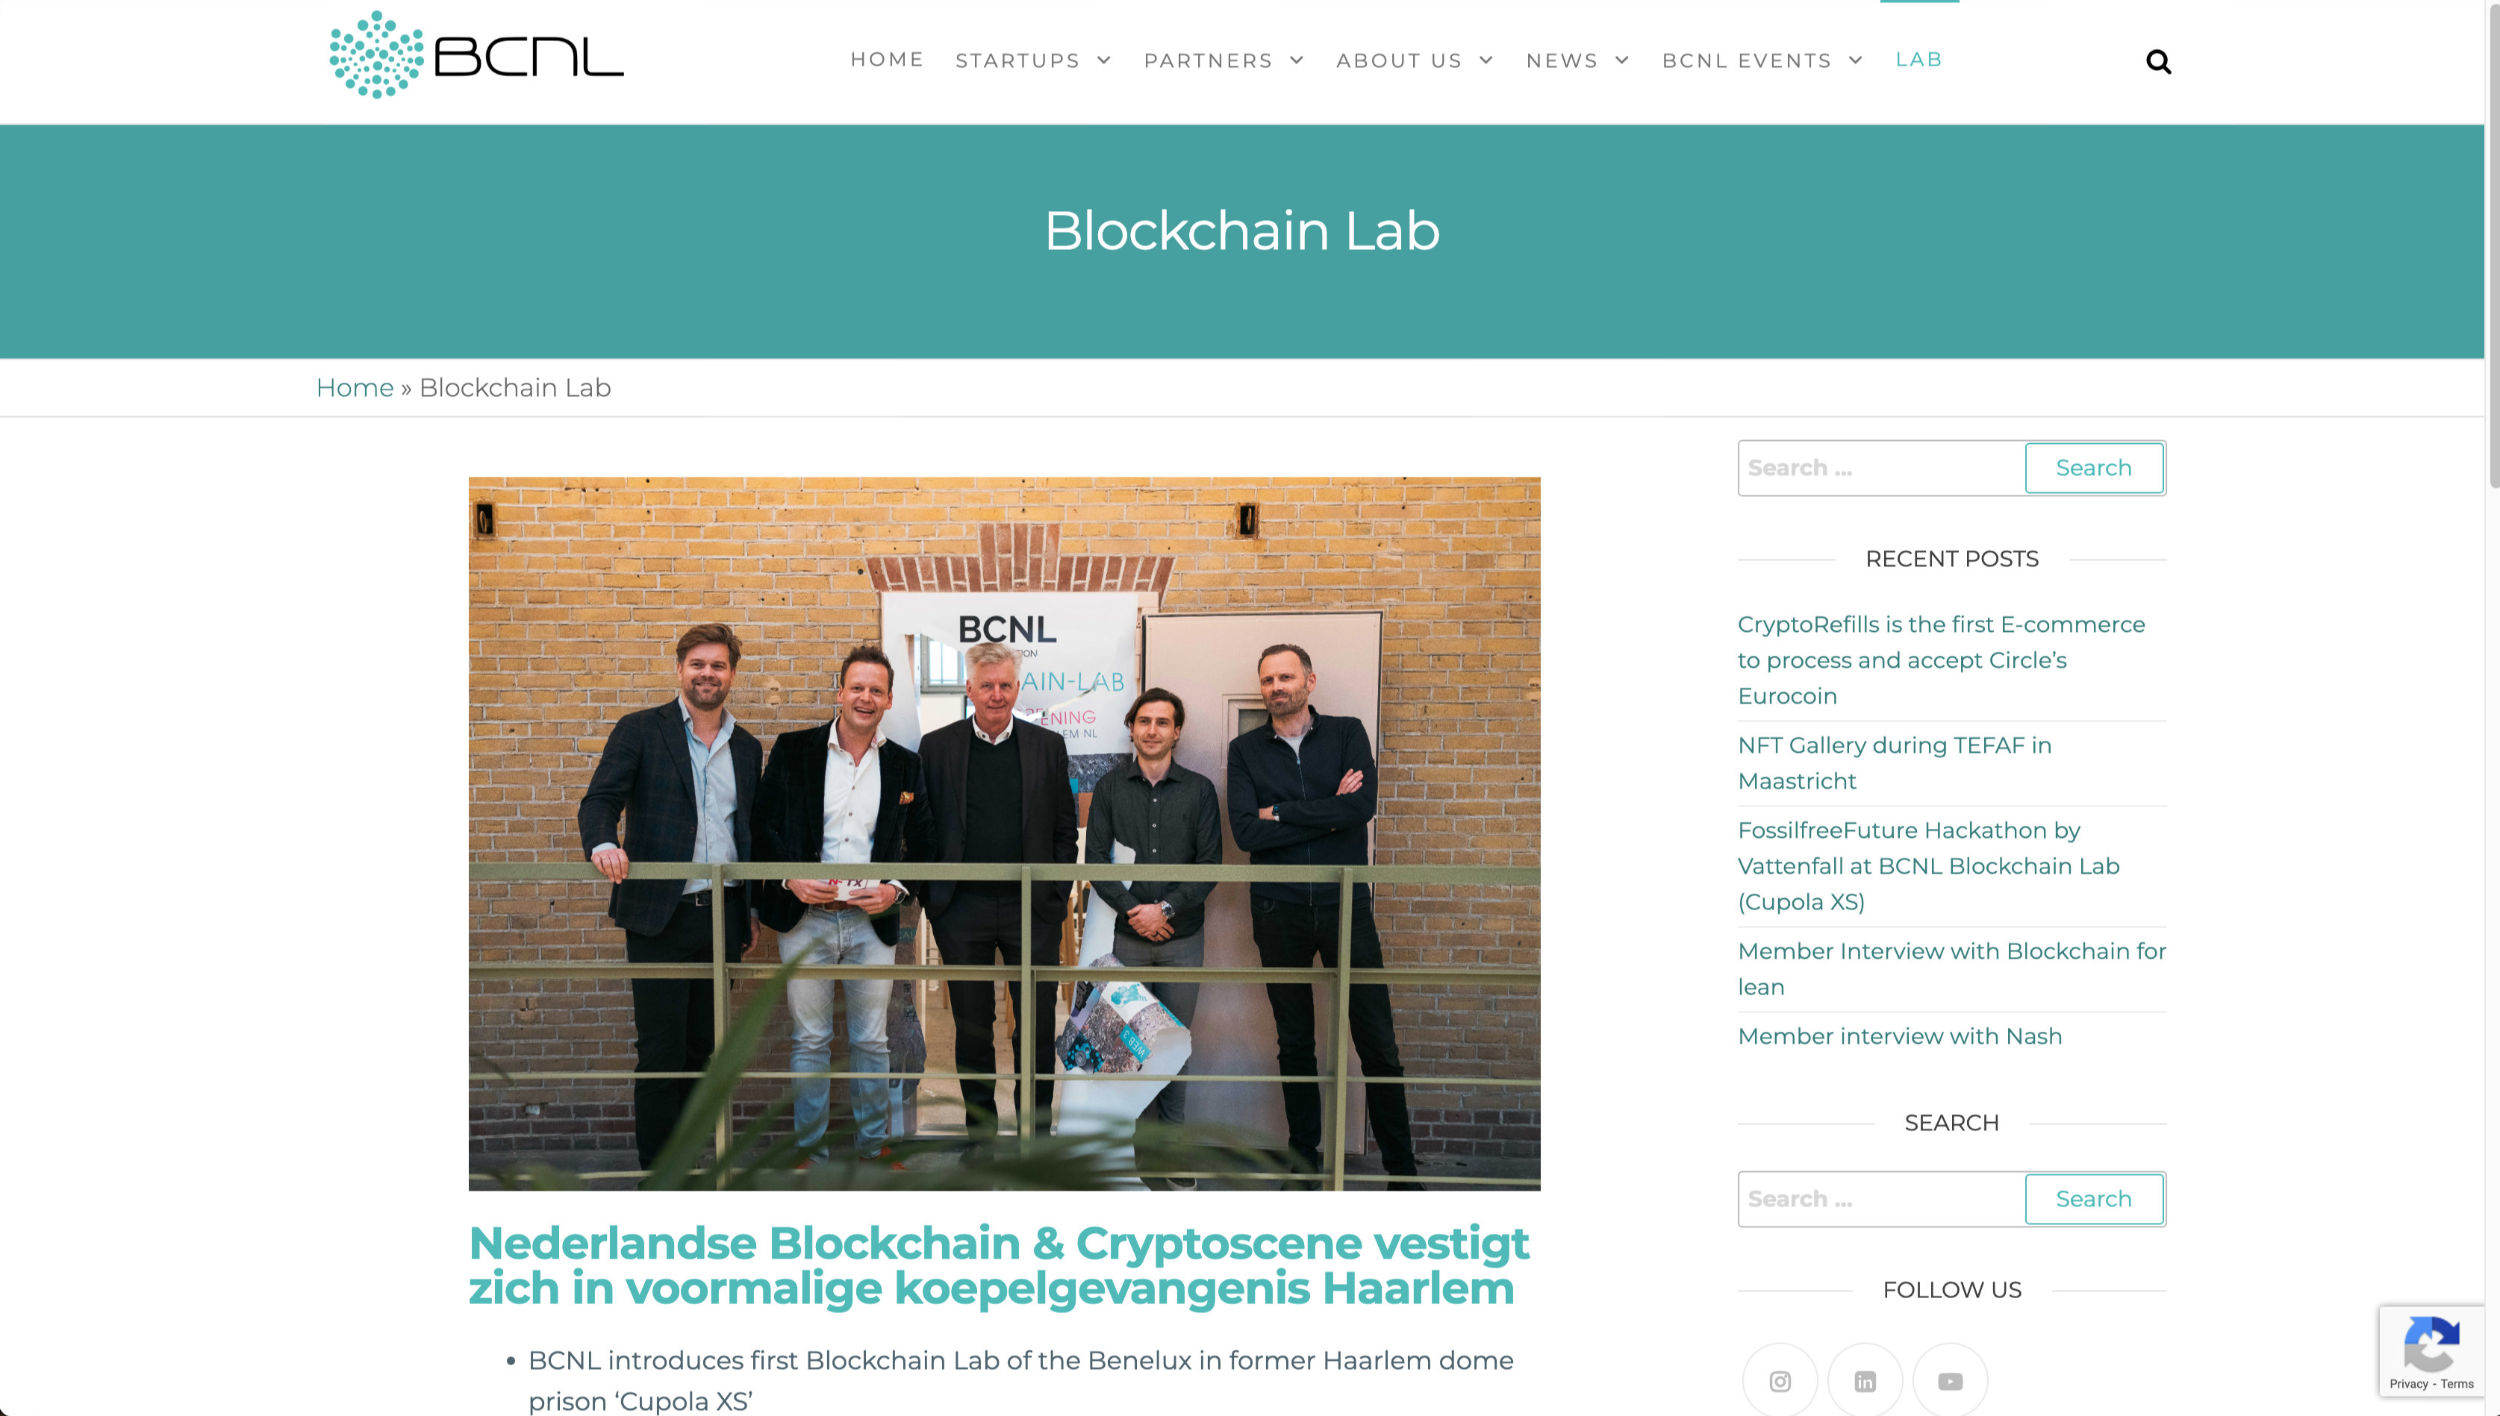 BCNL
HOME STARTUPS PARTNERS ABOUT US NEWS BCNL EVENTS LAB
Blockchain Lab
Home » Blockchain Lab
Search ...
Search
RECENT POSTS
CryptoRefills is the first E-commerce
to process and accept Circle's
Eurocoin
NFT Gallery during TEFAF in
Maastricht
FossilfreeFuture Hackathon by
Vattenfall at BCNL Blockchain Lab
(Cupola XS)
Member Interview with Blockchain for
lean
Member interview with Nash
SEARCH
Search ...
Search
FOLLOW US
BCNL
AIN-LAB
WEB 3
Nederlandse Blockchain & Cryptoscene vestigt
zich in voormalige koepelgevangenis Haarlem
• BCNL introduces first Blockchain Lab of the Benelux in former Haarlem dome
prison ‘Cupola XS’
Privacy - Terms